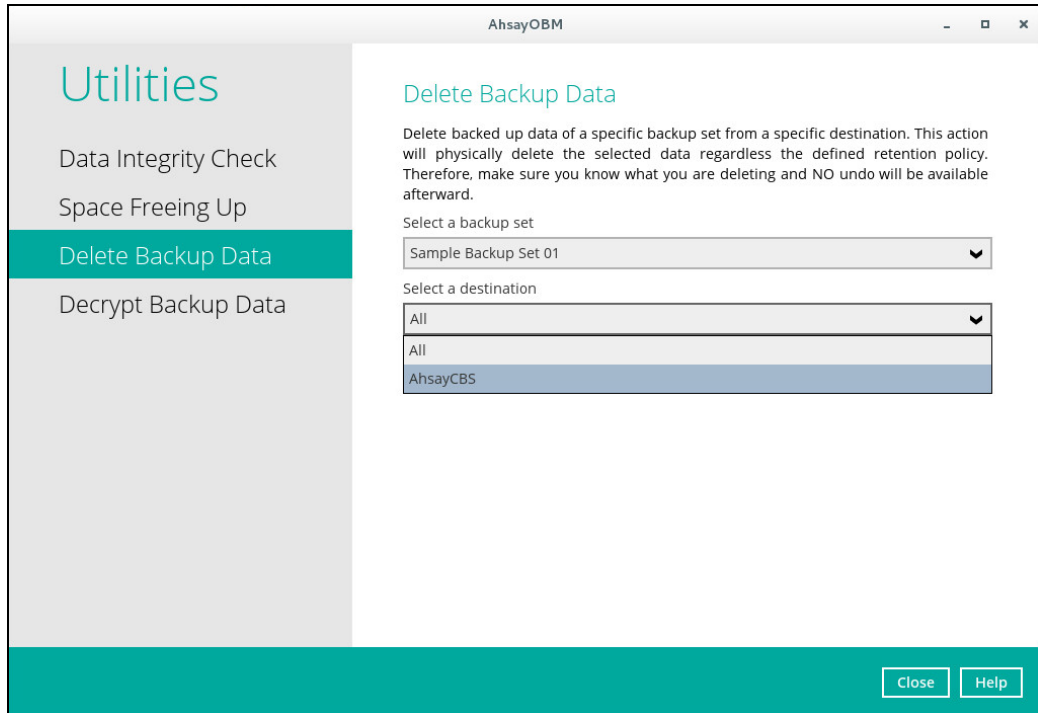 AhsayOBM
Utilities
Data Integrity Check
Space Freeing Up
Delete Backup Data
Decrypt Backup Data
Delete Backup Data
Delete backed up data of a specific backup set from a specific destination. This action
will physically delete the selected data regardless the defined retention policy.
Therefore, make sure you know what you are deleting and NO undo will be available
afterward.
Select a backup set
Sample Backup Set 01
Select a destination
All
All
AhsayCBS
Close
Help